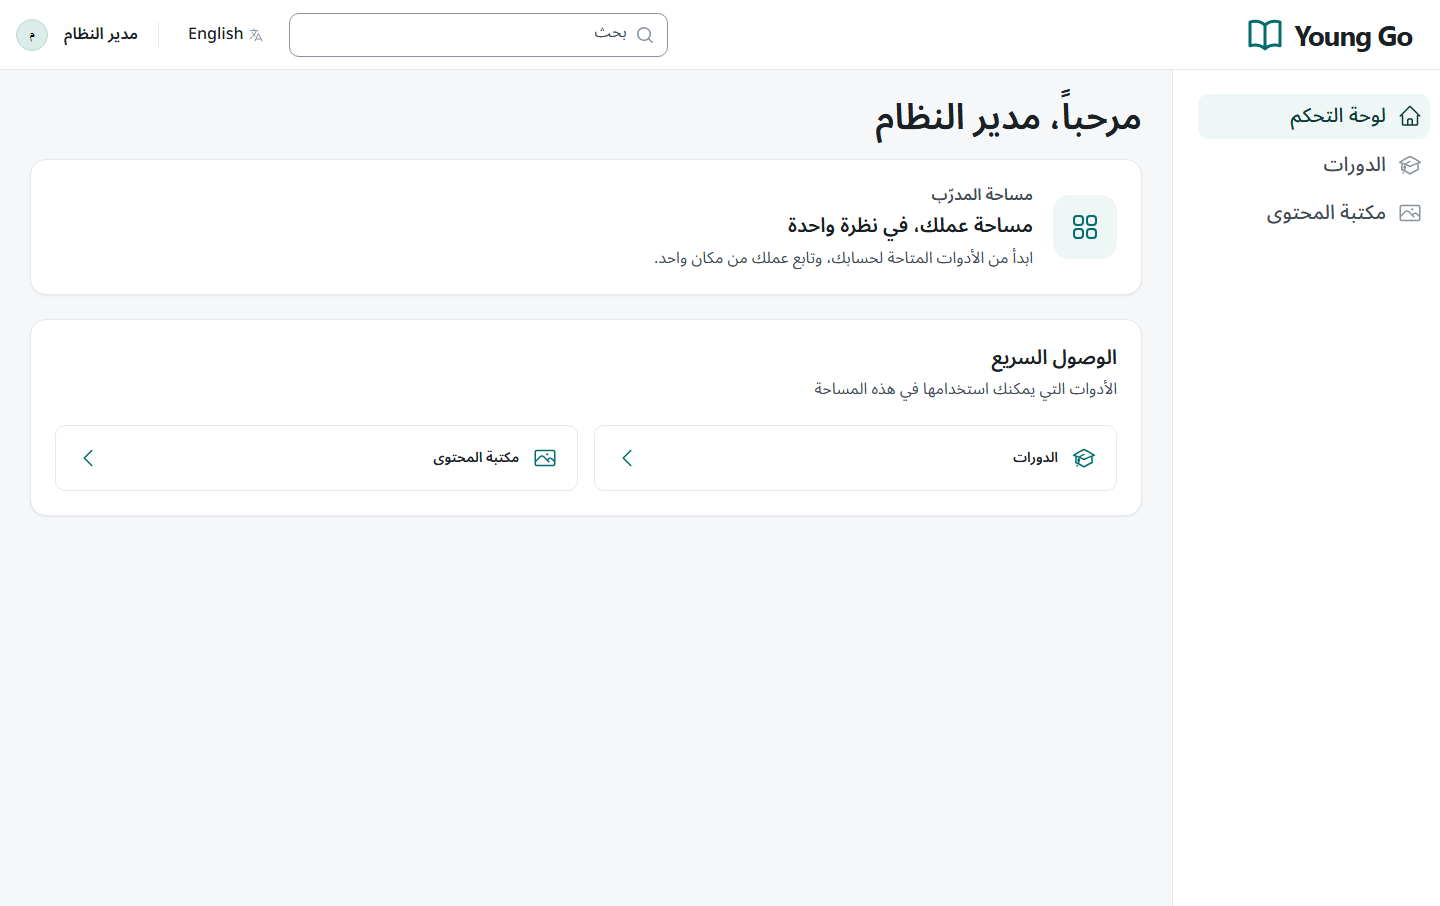 Young Go
بحث
English
مدير النظام
م
لوحة التحكم
الدورات
مكتبة المحتوى
مرحباً، مدير النظام
مساحة المدرّب
مساحة عملك، في نظرة واحدة
ابدأ من الأدوات المتاحة لحسابك، وتابع عملك من مكان واحد.
الوصول السريع
الأدوات التي يمكنك استخدامها في هذه المساحة
الدورات
مكتبة المحتوى